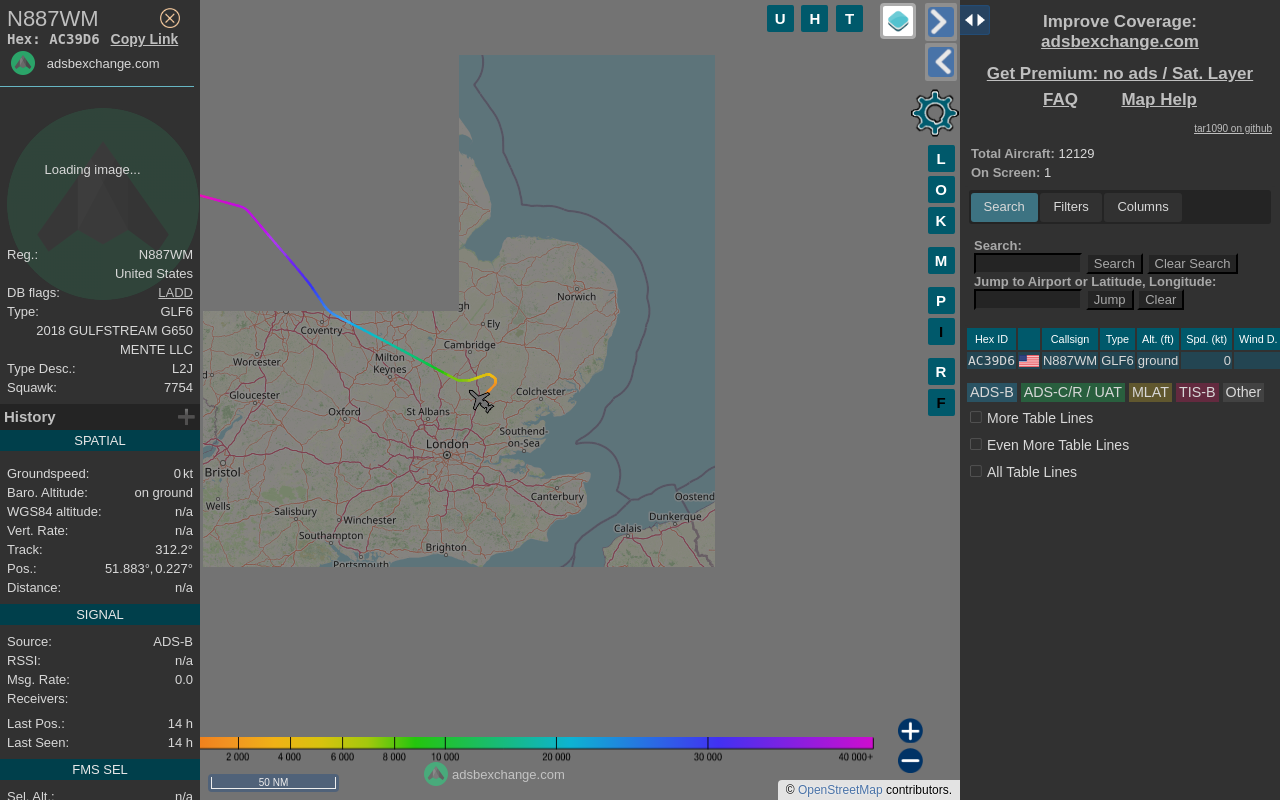 N887WM
Hex: AC39D6 Copy Link
adsbexchange.com
Loading image...
Reg.: N887WM
United States
DB flags: LADD
Type: GLF6
2018 GULFSTREAM G650
MENTE LLC
Type Desc.: L2J
Squawk: 7754
History
SPATIAL
Groundspeed: 0 kt
Baro. Altitude: on ground
WGS84 altitude: n/a
Vert. Rate: n/a
Track: 312.2°
Pos.: 51.883°, 0.227°
Distance: n/a
SIGNAL
Source: ADS-B
RSSI: n/a
Msg. Rate: 0.0
Receivers:
Last Pos.: 14 h
Last Seen: 14 h
FMS SEL
Sel. Alt.: n/a
U H T
L
O
K
M
P
I
R
F
Norwich
Ely
Coventry
Cambridge
Worcester
Milton
Keynes
Colchester
Gloucester
Oxford
St Albans
Southend-
on-Sea
London
Bristol
Canterbury
Oostend
Wells
Salisbury
Winchester
Dunkerque
Calais
Southampton
Brighton
Portsmouth
2 000 4 000 6 000 8 000 10 000 20 000 30 000 40 000+
50 NM
adsbexchange.com
© OpenStreetMap contributors.
Improve Coverage:
adsbexchange.com
Get Premium: no ads / Sat. Layer
FAQ Map Help
tar1090 on github
Total Aircraft: 12129
On Screen: 1
Search Filters Columns
Search:
Search Clear Search
Jump to Airport or Latitude, Longitude:
Jump Clear
Hex ID Callsign Type Alt. (ft) Spd. (kt) Wind D.
AC39D6 N887WM GLF6 ground 0
ADS-B ADS-C/R / UAT MLAT TIS-B Other
More Table Lines
Even More Table Lines
All Table Lines